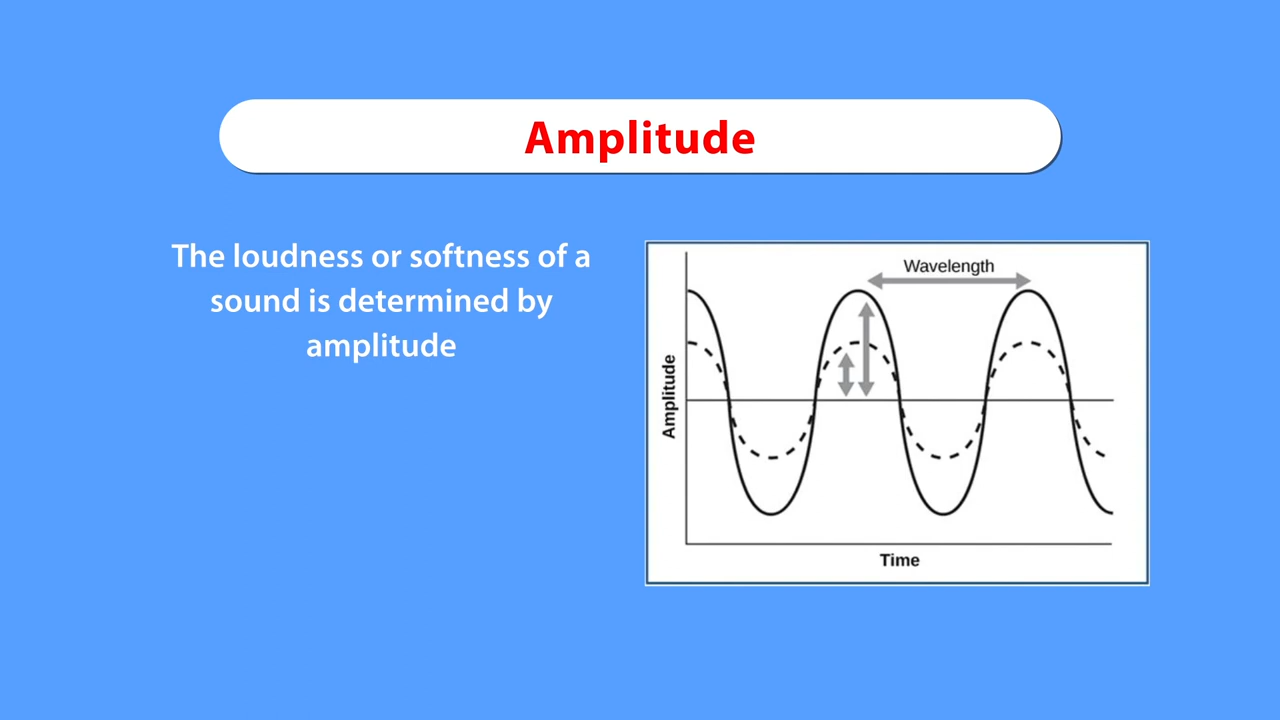 Amplitude
The loudness or softness of a
sound is determined by
amplitude
Wavelength
Amplitude
Time